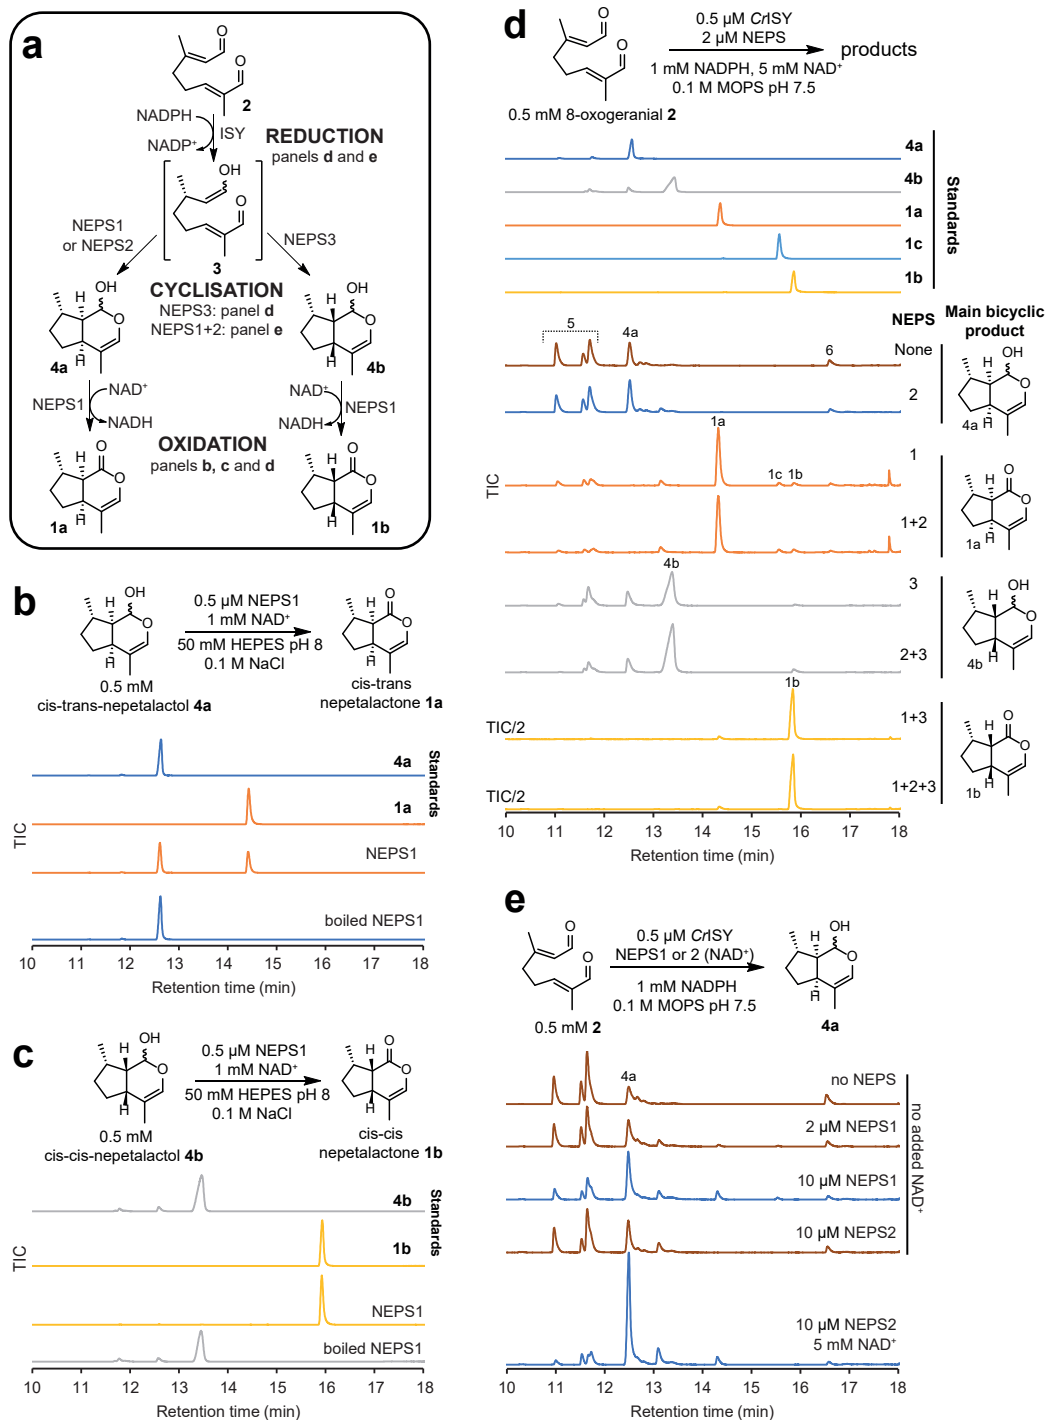 a
O
O
2
NADPH
ISY
NADP+
REDUCTION
panels d and e
OH
O
3
NEPS1
or NEPS2
NEPS3
CYCLISATION
NEPS3: panel d
NEPS1+2: panel e
H
OH
O
H
4a
H
OH
O
H
4b
NAD+
NEPS1
NADH
NAD+
NEPS1
NADH
OXIDATION
panels b, c and d
H
O
O
H
1a
H
O
O
H
1b
b
H
OH
O
H
0.5 mM
cis-trans-nepetalactol 4a
0.5 µM NEPS1
1 mM NAD+
50 mM HEPES pH 8
0.1 M NaCl
H
O
O
H
cis-trans
nepetalactone 1a
4a
1a
Standards
NEPS1
boiled NEPS1
TIC
10 11 12 13 14 15 16 17 18
Retention time (min)
c
H
OH
O
H
0.5 mM
cis-cis-nepetalactol 4b
0.5 µM NEPS1
1 mM NAD+
50 mM HEPES pH 8
0.1 M NaCl
H
O
O
H
cis-cis
nepetalactone 1b
4b
1b
Standards
NEPS1
boiled NEPS1
TIC
10 11 12 13 14 15 16 17 18
Retention time (min)
d
O
O
0.5 mM 8-oxogeranial 2
0.5 µM CrISY
2 µM NEPS
1 mM NADPH, 5 mM NAD+
0.1 M MOPS pH 7.5
products
4a
4b
1a
1c
1b
Standards
NEPS
Main bicyclic
product
5
4a
6
None
2
H
OH
O
H
4a
1a
1
1c 1b
1+2
H
O
O
H
1a
4b
3
2+3
H
OH
O
H
4b
1b
TIC/2
1+3
TIC/2
1+2+3
H
O
O
H
1b
TIC
10 11 12 13 14 15 16 17 18
Retention time (min)
e
O
O
0.5 mM 2
0.5 µM CrISY
NEPS1 or 2 (NAD+)
1 mM NADPH
0.1 M MOPS pH 7.5
H
OH
O
H
4a
4a
no NEPS
2 µM NEPS1
10 µM NEPS1
10 µM NEPS2
no added NAD+
10 µM NEPS2
5 mM NAD+
10 11 12 13 14 15 16 17 18
Retention time (min)